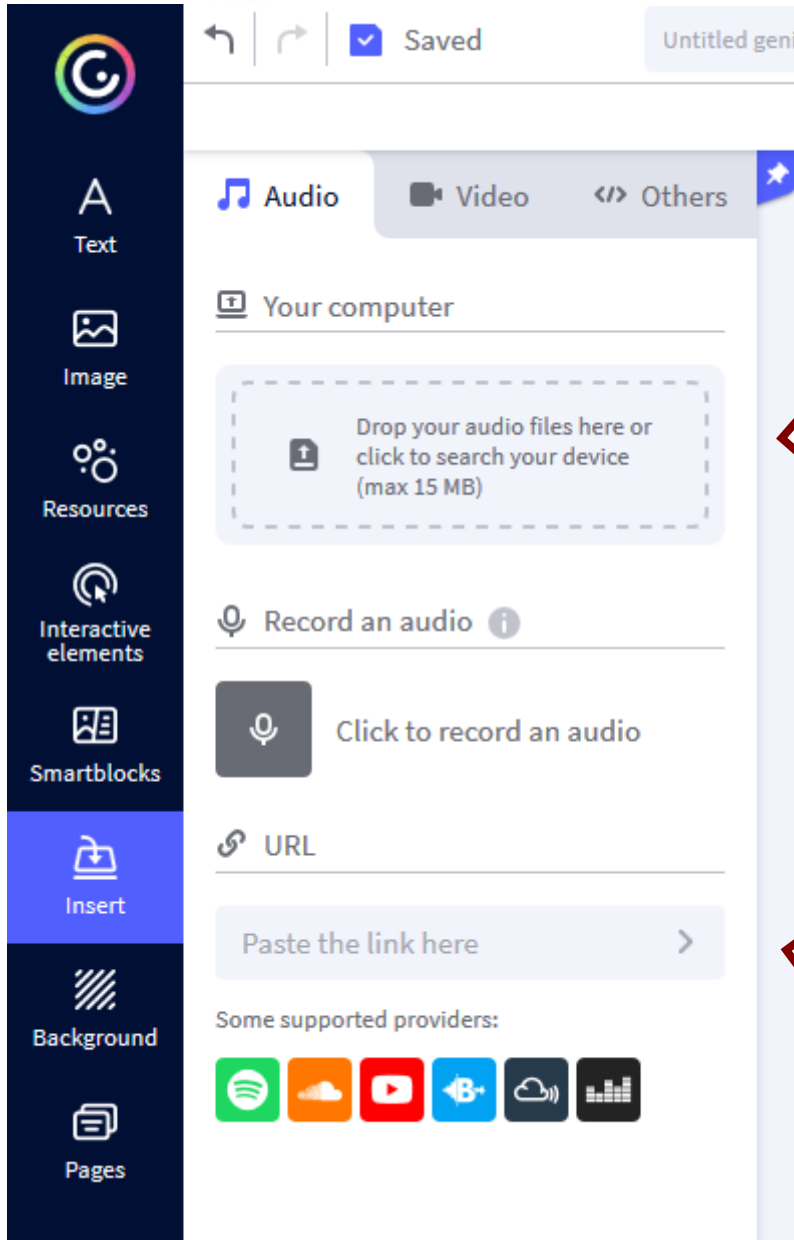 Saved
Untitled geni
Text
Image
Resources
Interactive
elements
Smartblocks
Insert
Background
Pages
Audio
Video
Others
Your computer
Drop your audio files here or
click to search your device
(max 15 MB)
Record an audio
Click to record an audio
URL
Paste the link here
Some supported providers: